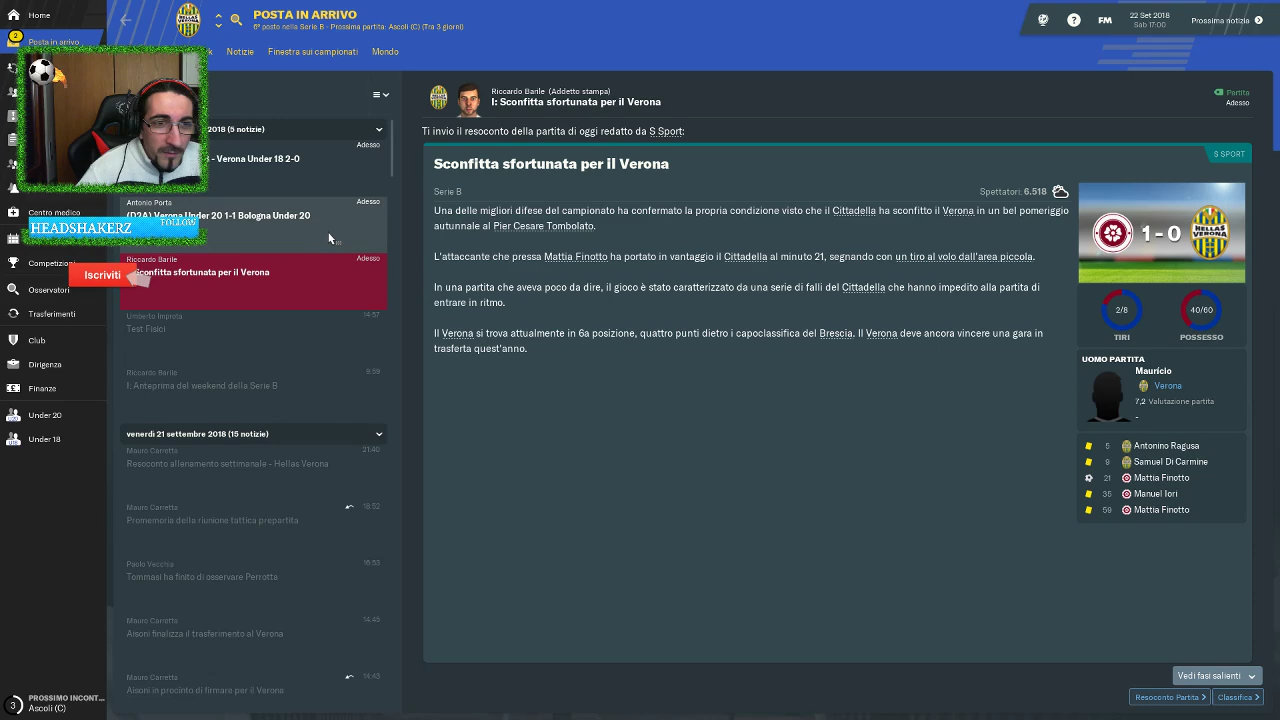 Home
POSTA IN ARRIVO
6° posto nella Serie B - Prossima partita: Ascoli (C) (Tra 3 giorni)
22 Set 2018
Sab 17:00
Prossima notizia
FM
2
Posta in arrivo
Notizie
Finestra sui campionati
Mondo
2018 (5 notizie)
Adesso
- Verona Under 18 2-0
Antonio Porta
Adesso
(D2A) Verona Under 20 1-1 Bologna Under 20
Riccardo Barile
Adesso
Sconfitta sfortunata per il Verona
Umberto Improta
14:57
Test Fisici
Riccardo Barile
8:59
I: Anteprima del weekend della Serie B
venerdì 21 settembre 2018 (15 notizie)
Mauro Carretta
21:40
Resoconto allenamento settimanale - Hellas Verona
Mauro Carretta
18:52
Promemoria della riunione tattica prepartita
Paolo Vecchia
16:53
Tommasi ha finito di osservare Perrotta
Mauro Carretta
14:45
Aisoni finalizza il trasferimento al Verona
Mauro Carretta
14:43
Aisoni in procinto di firmare per il Verona
HEADSHAKERZ
FOLLOW
Iscriviti
Centro medico
Competizioni
Osservatori
Trasferimenti
Club
Dirigenza
Finanze
Under 20
Under 18
3
PROSSIMO INCONT...
Ascoli (C)
Riccardo Barile (Addetto stampa)
I: Sconfitta sfortunata per il Verona
Partita
Adesso
Ti invio il resoconto della partita di oggi redatto da S Sport:
S SPORT
Sconfitta sfortunata per il Verona
Serie B
Spettatori: 6.518
Una delle migliori difese del campionato ha confermato la propria condizione visto che il Cittadella ha sconfitto il Verona in un bel pomeriggio
autunnale al Pier Cesare Tombolato.
L'attaccante che pressa Mattia Finotto ha portato in vantaggio il Cittadella al minuto 21, segnando con un tiro al volo dall'area piccola.
In una partita che aveva poco da dire, il gioco è stato caratterizzato da una serie di falli del Cittadella che hanno impedito alla partita di
entrare in ritmo.
Il Verona si trova attualmente in 6a posizione, quattro punti dietro i capoclassifica del Brescia. Il Verona deve ancora vincere una gara in
trasferta quest'anno.
1 - 0
HELLAS VERONA
2/8
TIRI
40/60
POSSESSO
UOMO PARTITA
Maurício
Verona
7,2 Valutazione partita
-
5 Antonino Ragusa
9 Samuel Di Carmine
21 Mattia Finotto
35 Manuel Iori
59 Mattia Finotto
Vedi fasi salienti
Resoconto Partita
Classifica